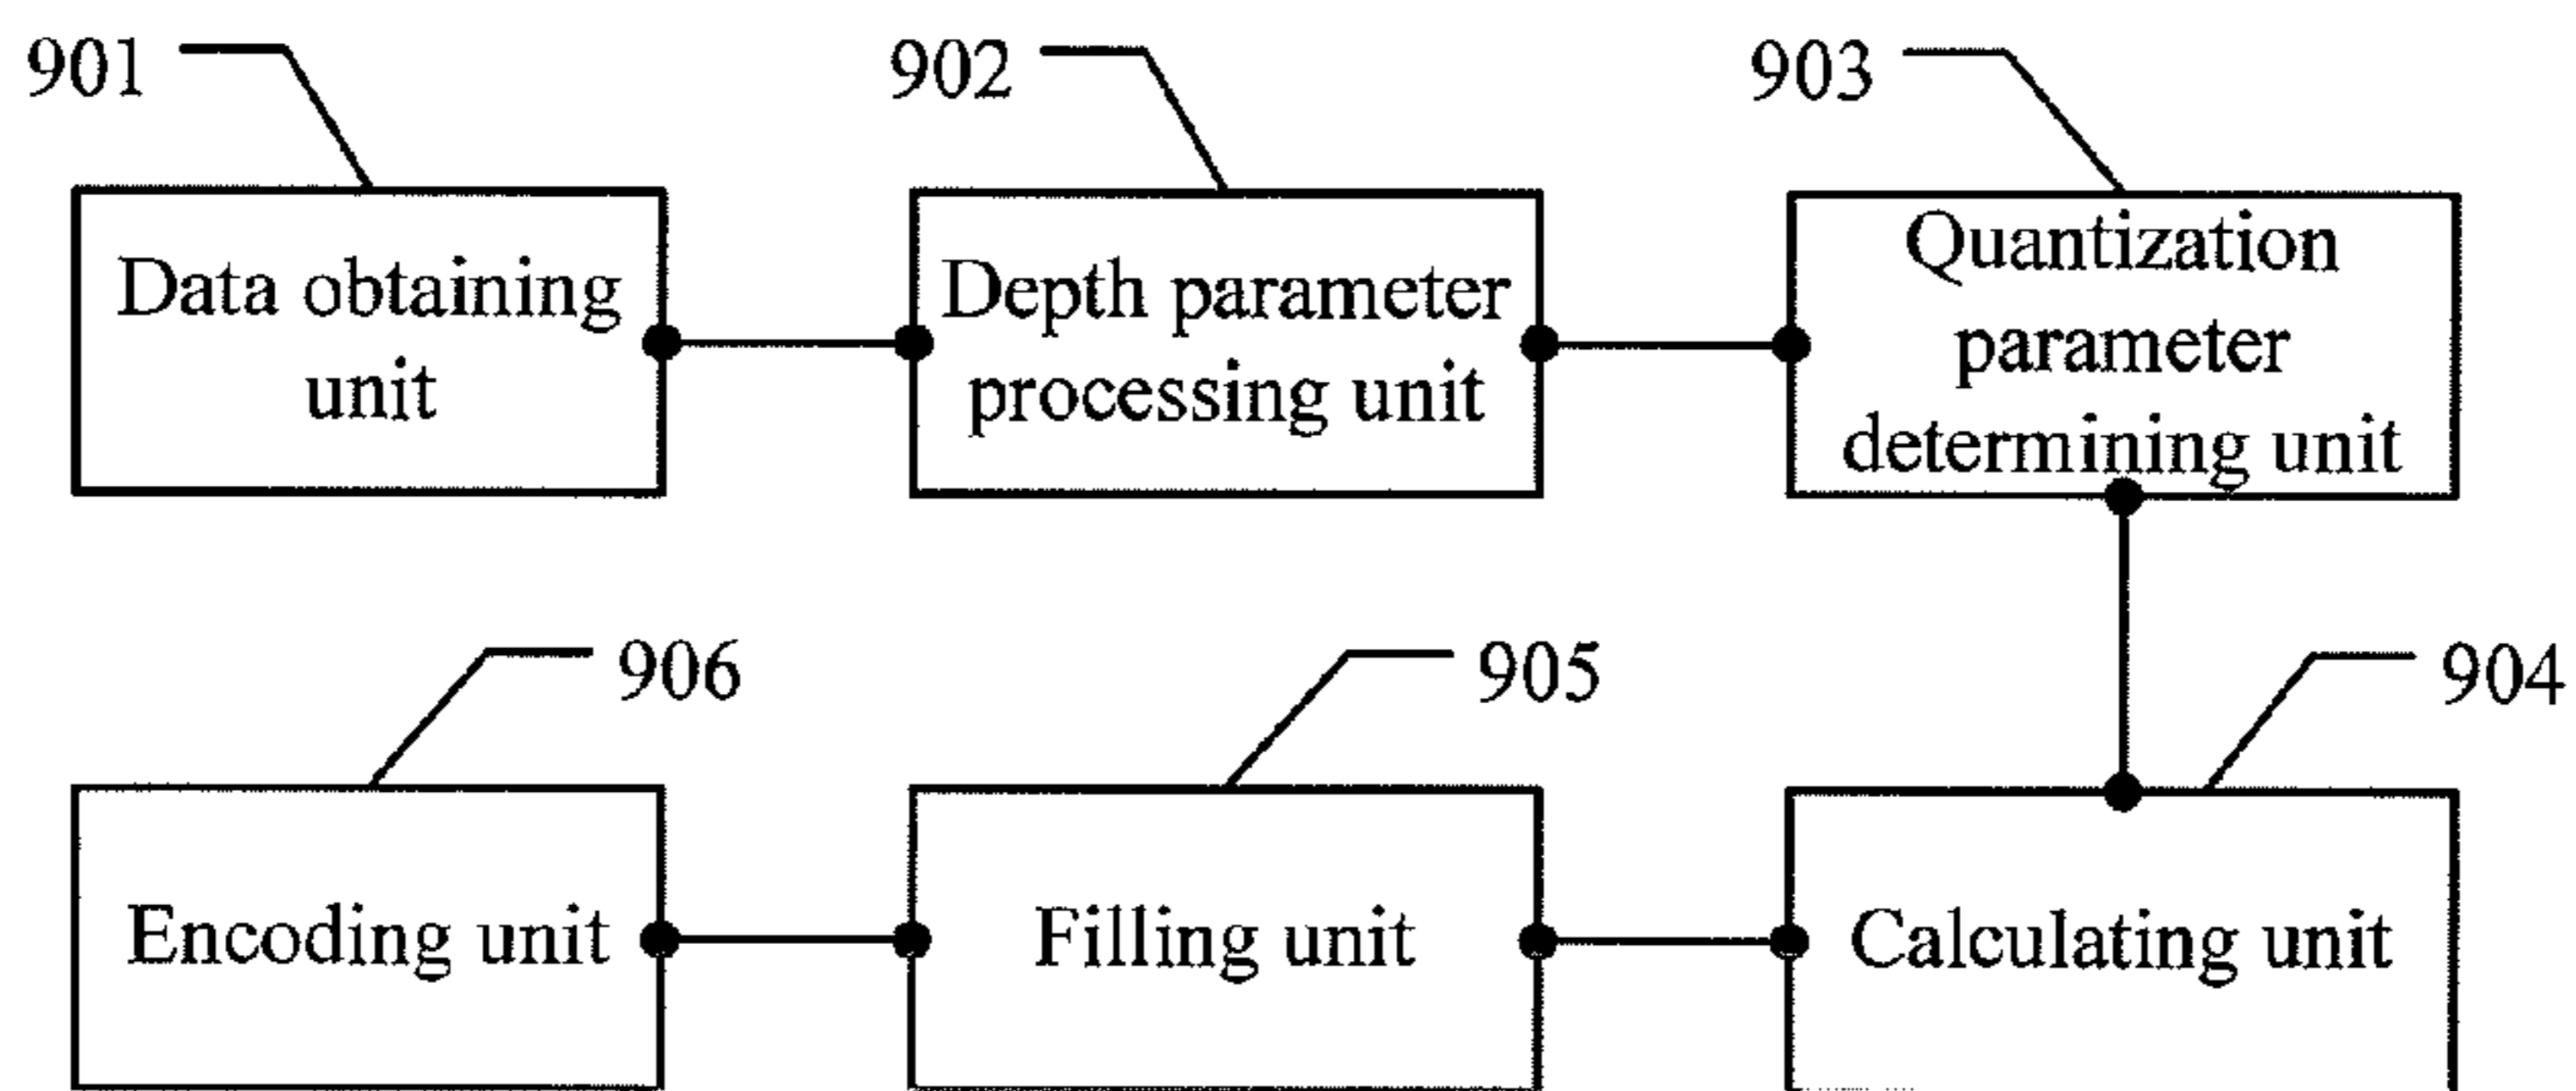 901
902
903
Data obtaining
unit
Depth parameter
processing unit
Quantization
parameter
determining unit
906
905
904
Encoding unit
Filling unit
Calculating unit